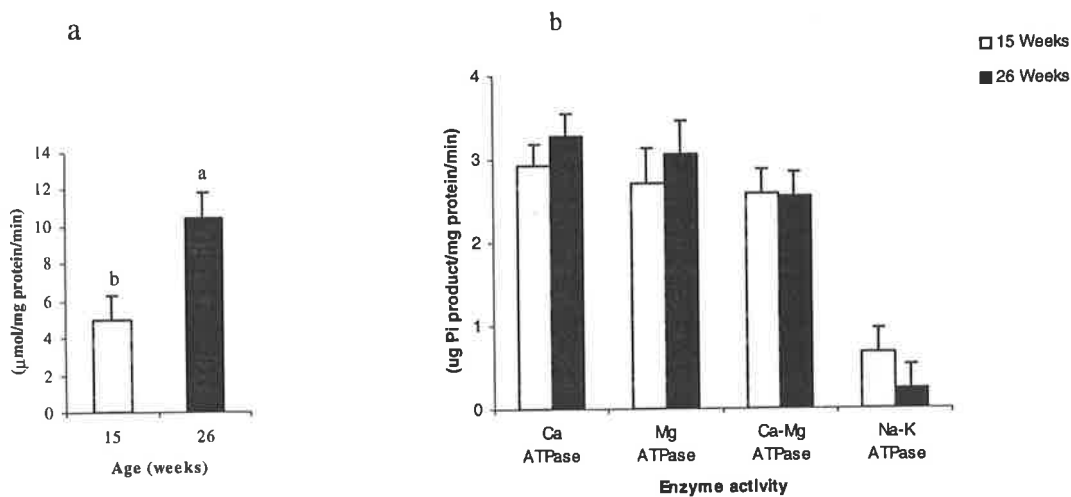 a
(µmol/mg protein/min)
14
12
10
8
6
4
2
0
b
a
15
26
Age (weeks)
b
15 Weeks
26 Weeks
(ug Pi product/mg protein/min)
4
3
2
1
0
Ca
ATPase
Mg
ATPase
Ca-Mg
ATPase
Na-K
ATPase
Enzyme activity